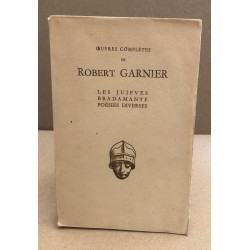 ŒUVRES COMPLÈTES
DE
ROBERT GARNIER
LES JUIFVES
BRADAMANTE
POÉSIES DIVERSES